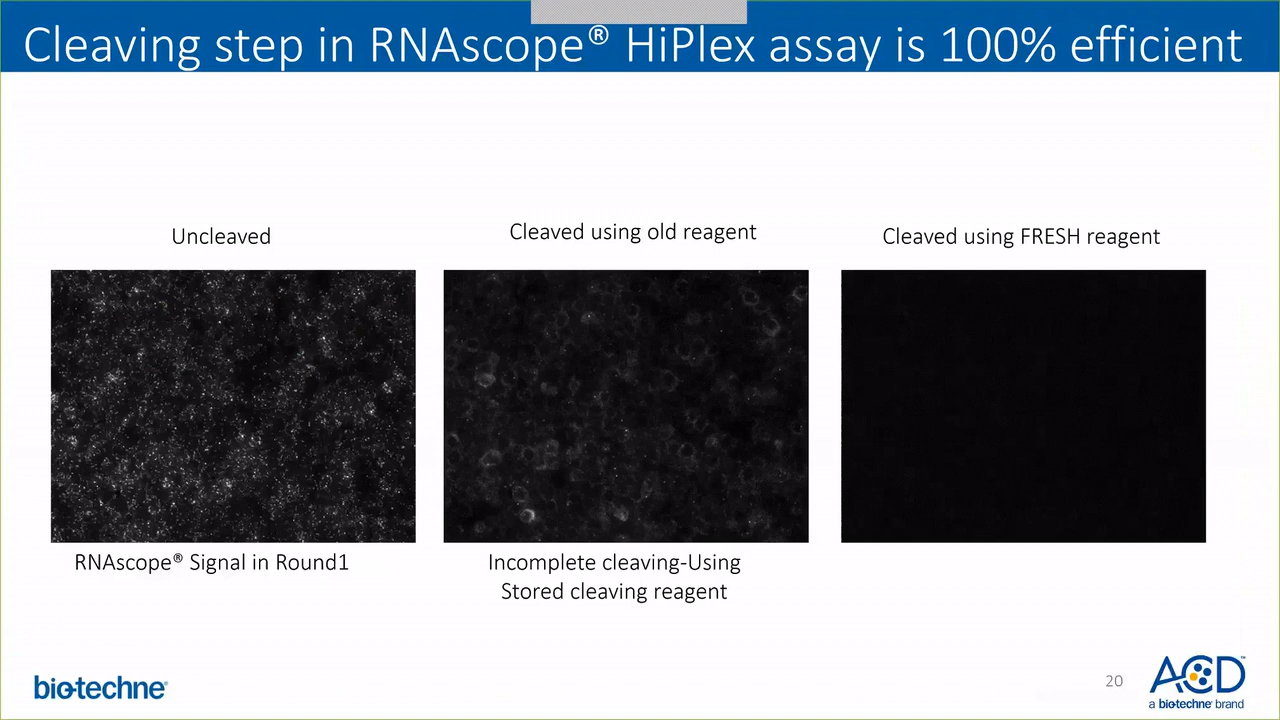 Cleaving step in RNAscope® HiPlex assay is 100% efficient
Uncleaved
Cleaved using old reagent
Cleaved using FRESH reagent
RNAscope® Signal in Round1
Incomplete cleaving-Using
Stored cleaving reagent
bio-techne®
20
ACD™
a bio-techne brand